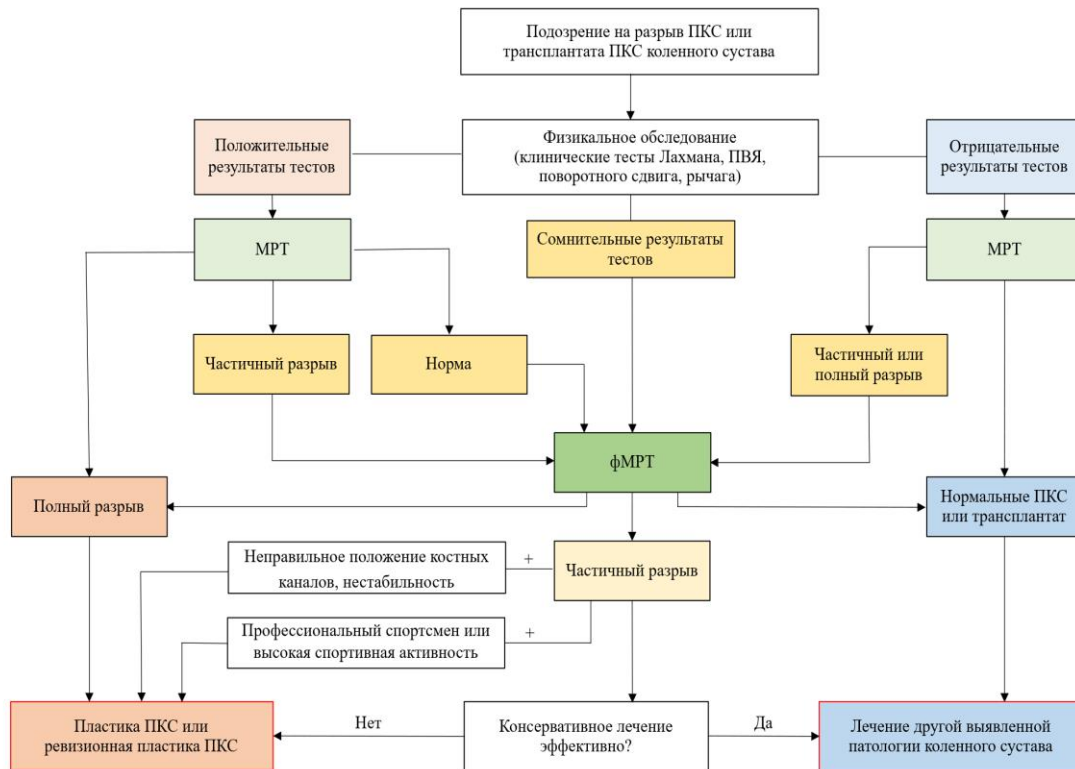 Подозрение на разрыв ПКС или
трансплантата ПКС коленного сустава
Положительные
результаты тестов
Физикальное обследование
(клинические тесты Лахмана, ПВЯ,
поворотного сдвига, рычага)
Отрицательные
результаты тестов
МРТ
Сомнительные результаты
тестов
МРТ
Частичный разрыв
Норма
Частичный или
полный разрыв
фМРТ
Полный разрыв
Нормальные ПКС
или трансплантат
Неправильное положение костных
каналов, нестабильность
+
Частичный разрыв
Профессиональный спортсмен или
высокая спортивная активность
+
Пластика ПКС или
ревизионная пластика ПКС
Нет
Консервативное лечение
эффективно?
Да
Лечение другой выявленной
патологии коленного сустава